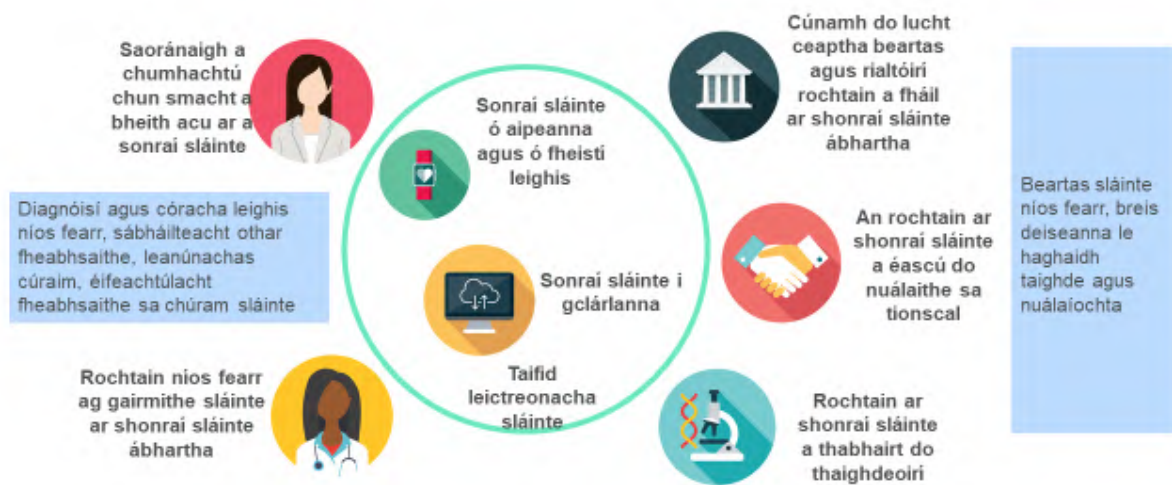 Saoránaigh a
chumhachtú
chun smacht a
bheith acu ar a
sonraí sláinte
Diagnóisí agus córacha leighis
níos fearr, sábháilteacht othar
fheabhsaithe, leanúnachas
cúraim, éifeachtúlacht
fheabhsaithe sa chúram sláinte
Rochtain níos fearr
ag gairmithe sláinte
ar shonraí sláinte
ábhartha
Sonraí sláinte
ó aipeanna
agus ó fheistí
leighis
Sonraí sláinte i
gclárlanna
Taifid
leictreonacha
sláinte
Cúnamh do lucht
ceaptha beartas
agus rialtóirí
rochtain a fháil
ar shonraí sláinte
ábhartha
An rochtain ar
shonraí sláinte
a éascú do
nuálaithe sa
tionscal
Rochtain ar
shonraí sláinte
a thabhairt do
thaighdeoirí
Beartas sláinte
níos fearr, breis
deiseanna le
haghaidh
taighde agus
nuálaíochta